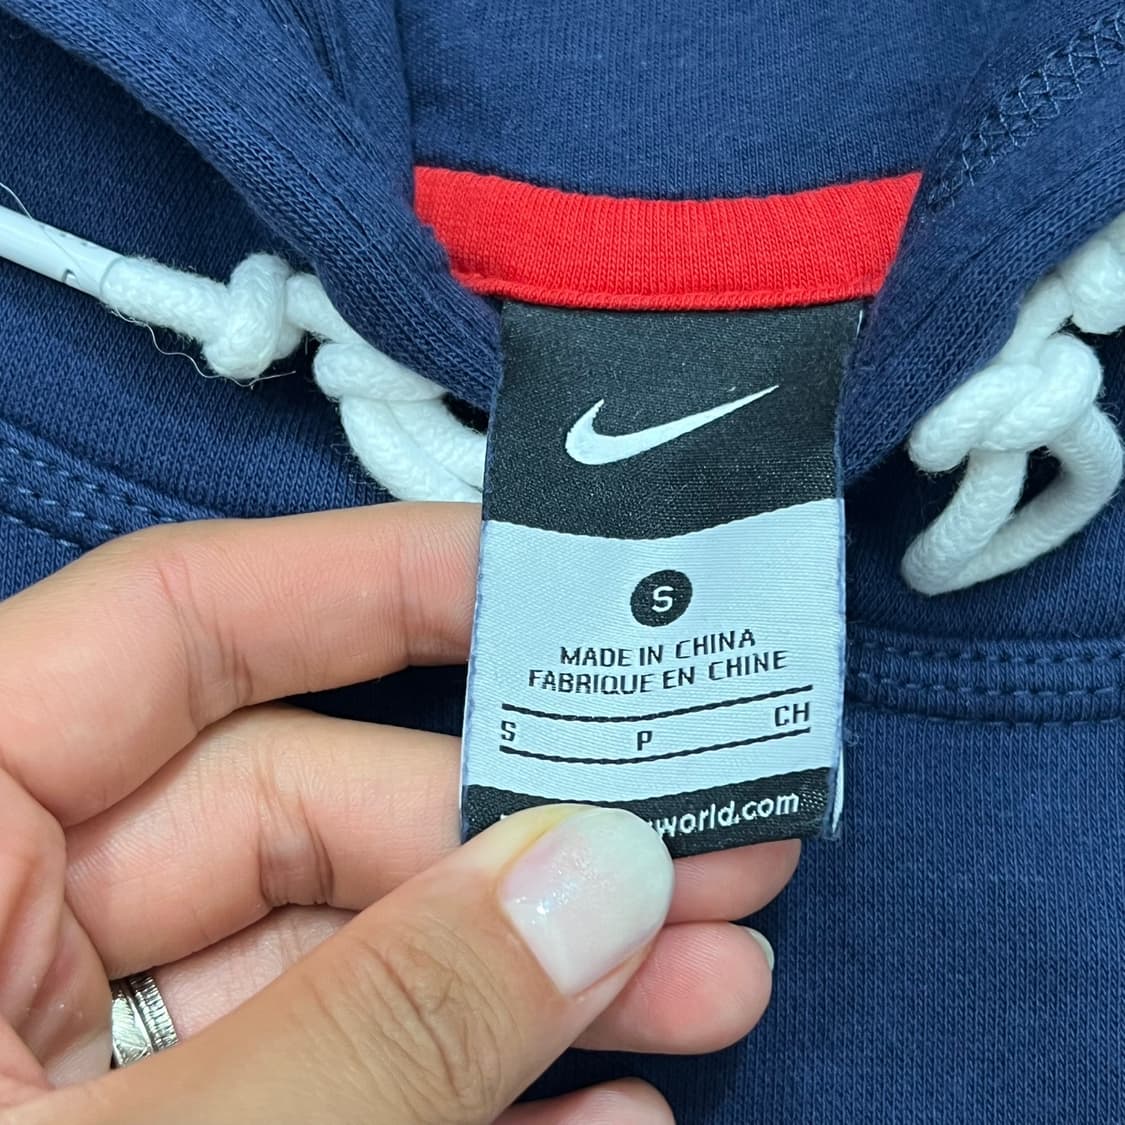 S
MADE IN CHINA
FABRIQUE EN CHINE
S P CH
world.com